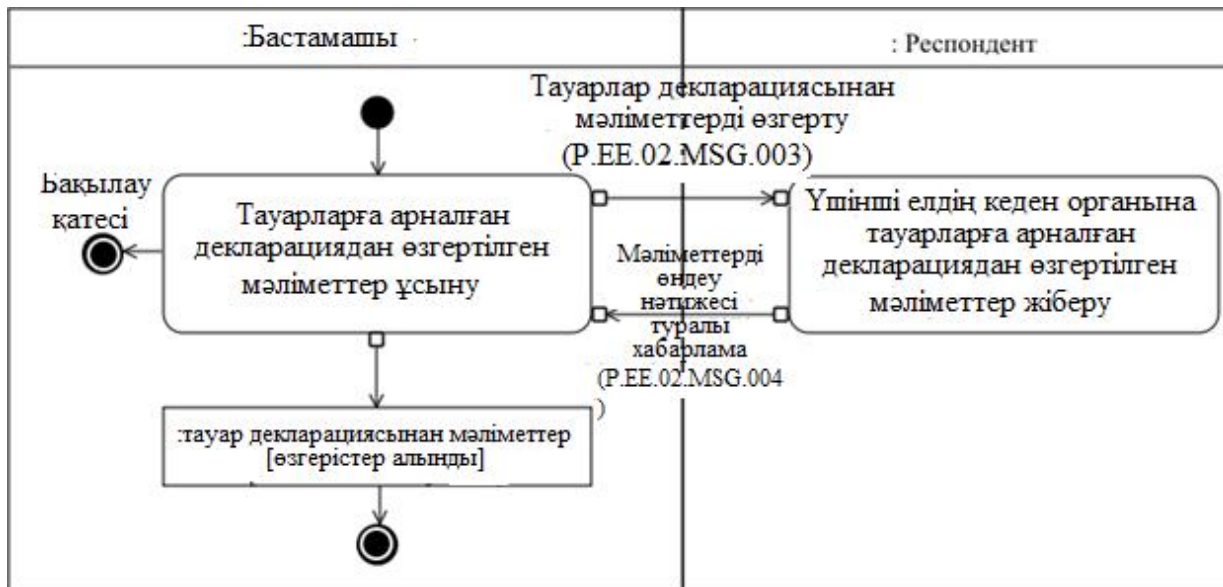 :Бастамашы
: Респондент
Тауарлар декларациясынан
мәліметтерді өзгерту
(P.EE.02.MSG.003)
Бақылау
қатесі
Тауарларға арналған
декларациядан өзгертілген
мәліметтер ұсыну
Үшінші елдің кеден органына
тауарларға арналған
декларациядан өзгертілген
мәліметтер жіберу
Мәліметтерді
өңдеу
нәтижесі
туралы
хабарлама
(P.EE.02.MSG.004
)
:тауар декларациясынан мәліметтер
[өзгерістер алынды]